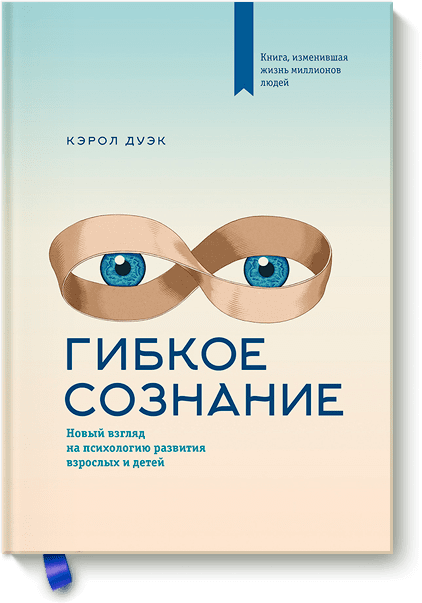 Книга, изменившая
жизнь миллионов
людей
КЭРОЛ ДУЭК
ГИБКОЕ
СОЗНАНИЕ
Новый взгляд
на психологию развития
взрослых и детей